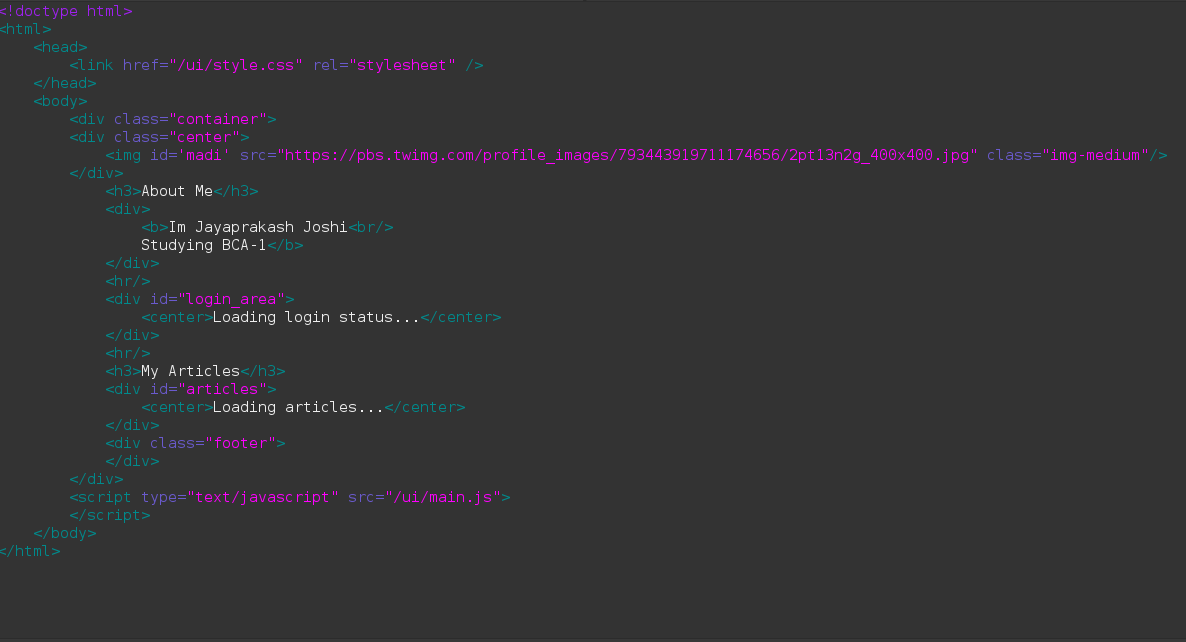 <!doctype html>
<html>
    <head>
        <link href="/ui/style.css" rel="stylesheet" />
    </head>
    <body>
        <div class="container">
        <div class="center">
            <img id='madi' src="https://pbs.twimg.com/profile_images/793443919711174656/2pt13n2g_400x400.jpg" class="img-medium"/>
        </div>
            <h3>About Me</h3>
            <div>
                <b>Im Jayaprakash Joshi<br/>
                Studying BCA-1</b>
            </div>
            <hr/>
            <div id="login_area">
                <center>Loading login status...</center>
            </div>
            <hr/>
            <h3>My Articles</h3>
            <div id="articles">
                <center>Loading articles...</center>
            </div>
            <div class="footer">
            </div>
        </div>
        <script type="text/javascript" src="/ui/main.js">
        </script>
    </body>
</html>